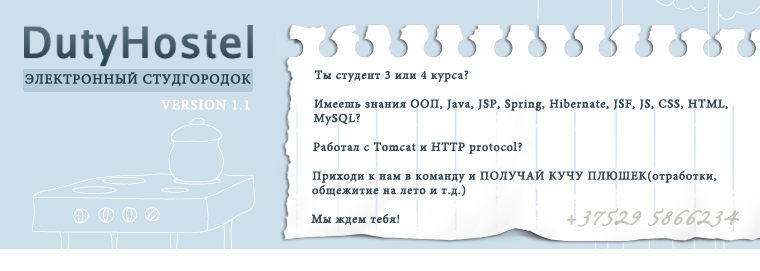 DutyHostel
ЭЛЕКТРОННЫЙ СТУДГОРОДОК
VERSION 1.1
Ты студент 3 или 4 курса?
Имеешь знания ООП, Java, JSP, Spring, Hibernate, JSF, JS, CSS, HTML,
MySQL?
Работал с Tomcat и HTTP protocol?
Приходи к нам в команду и ПОЛУЧАЙ КУЧУ ПЛЮШЕК(отработки,
общежитие на лето и т.д.)
Мы ждем тебя!
+37529 5866234